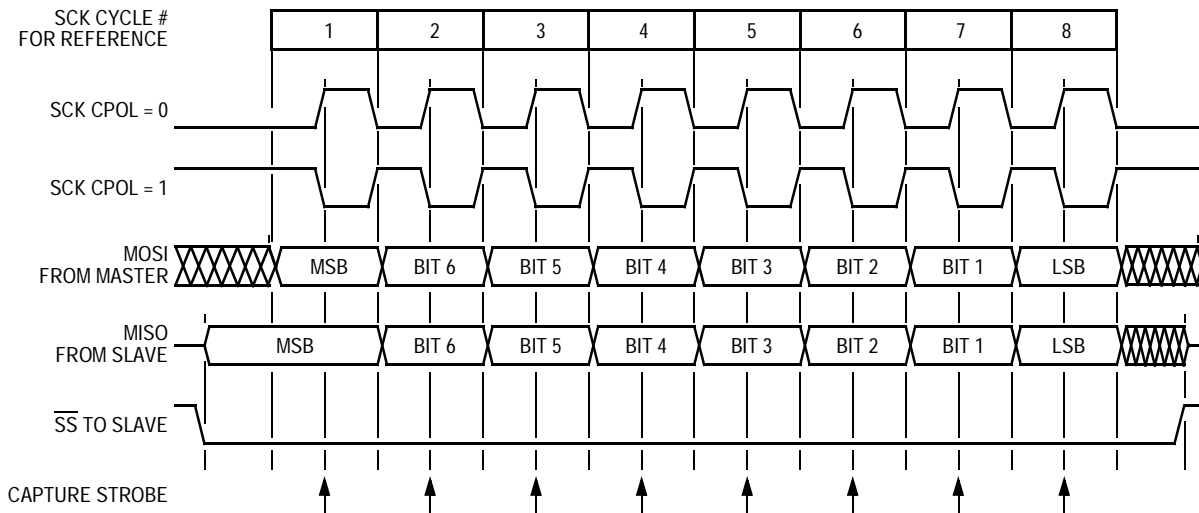 SCK CYCLE #
FOR REFERENCE
1 2 3 4 5 6 7 8
SCK CPOL = 0
SCK CPOL = 1
MOSI
FROM MASTER
MSB BIT 6 BIT 5 BIT 4 BIT 3 BIT 2 BIT 1 LSB
MISO
FROM SLAVE
MSB BIT 6 BIT 5 BIT 4 BIT 3 BIT 2 BIT 1 LSB
S̅S̅ TO SLAVE
CAPTURE STROBE